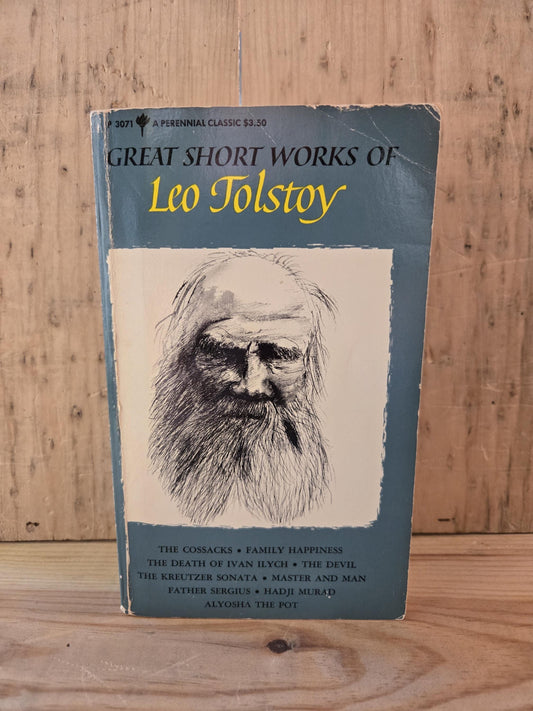 P 3071 A PERENNIAL CLASSIC $3.50
GREAT SHORT WORKS OF
Leo Tolstoy
THE COSSACKS • FAMILY HAPPINESS
THE DEATH OF IVAN ILYCH • THE DEVIL
THE KREUTZER SONATA • MASTER AND MAN
FATHER SERGIUS • HADJI MURAD
ALYOSHA THE POT